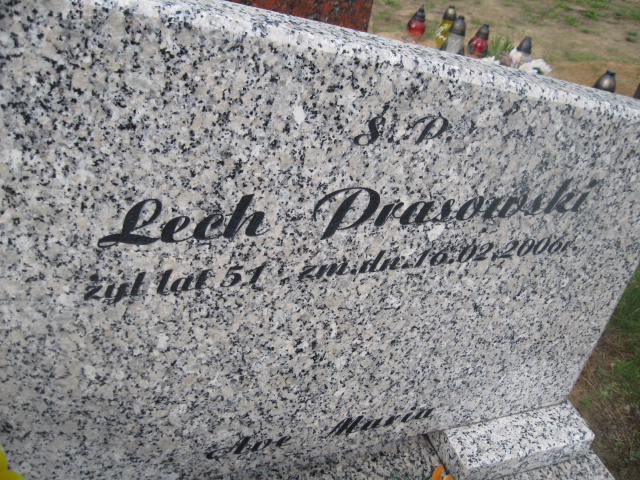 Ś.P.
Lech Prasowski
żył lat 51, zm.dn.16.02.2006r.
Ave Maria